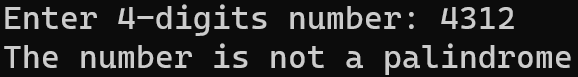 Enter 4-digits number: 4312
The number is not a palindrome